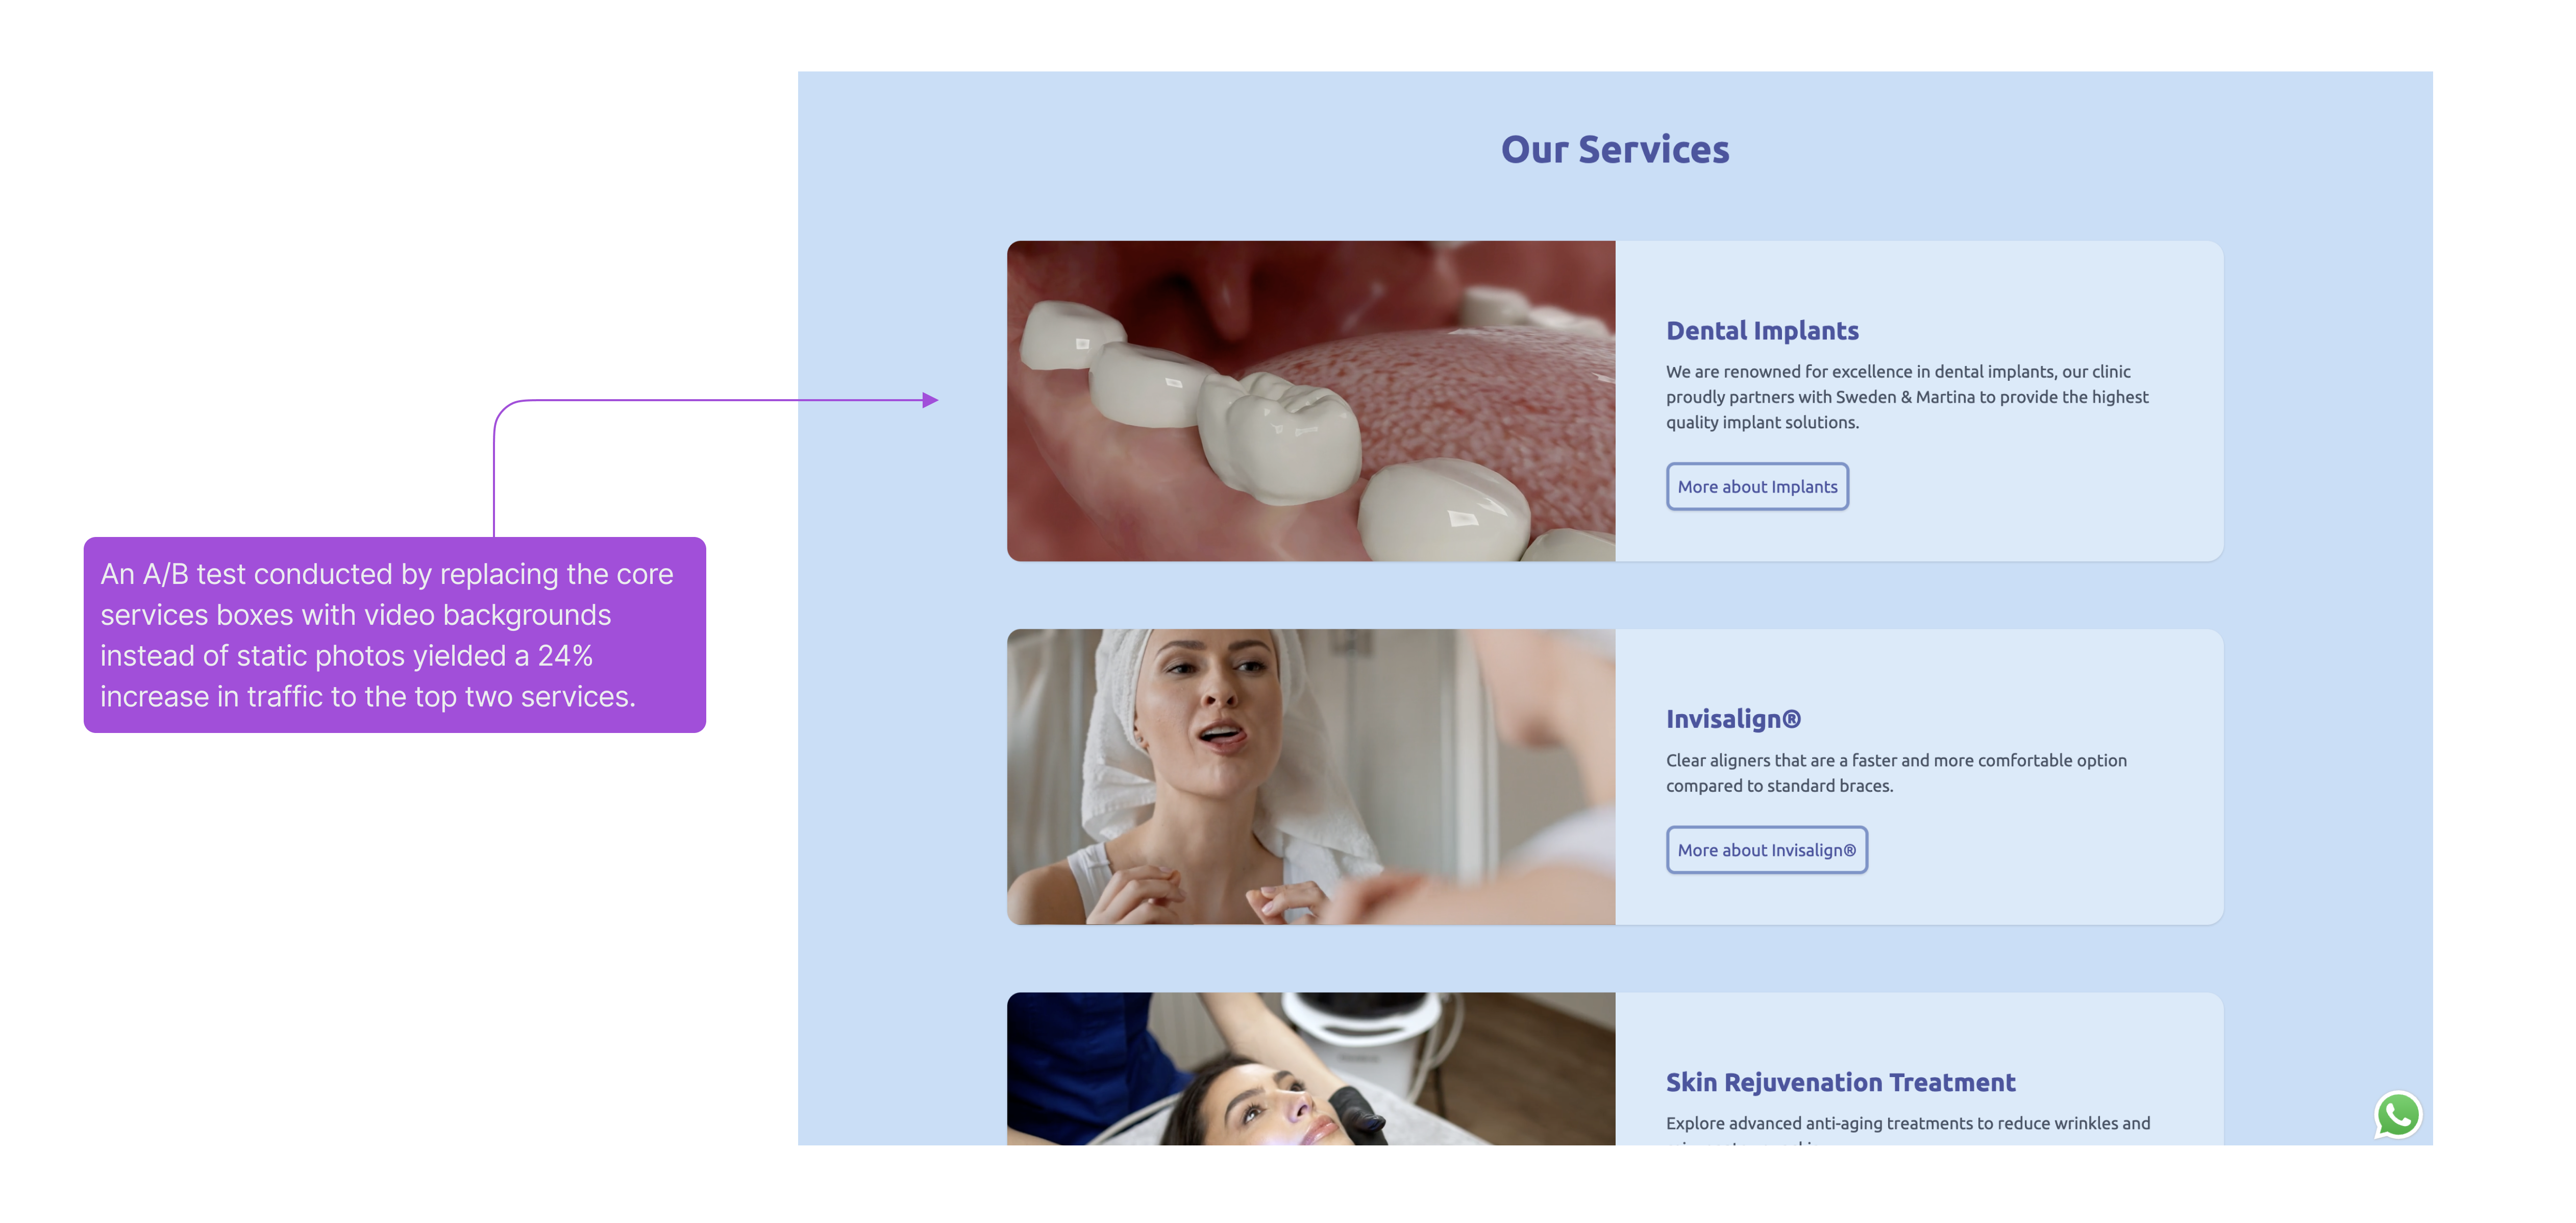 Our Services
Dental Implants
We are renowned for excellence in dental implants, our clinic
proudly partners with Sweden & Martina to provide the highest
quality implant solutions.
More about Implants
An A/B test conducted by replacing the core
services boxes with video backgrounds
instead of static photos yielded a 24%
increase in traffic to the top two services.
Invisalign®
Clear aligners that are a faster and more comfortable option
compared to standard braces.
More about Invisalign®
Skin Rejuvenation Treatment
Explore advanced anti-aging treatments to reduce wrinkles and